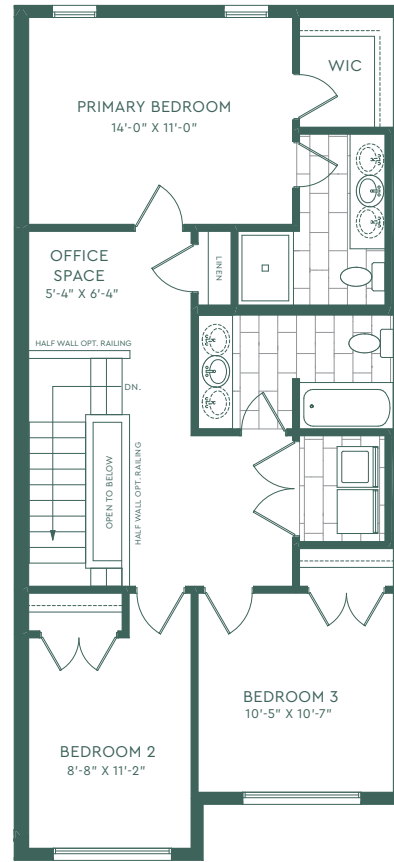 WIC
PRIMARY BEDROOM
14'-0" X 11'-0"
OFFICE
SPACE
5'-4" X 6'-4"
LINEN
HALF WALL OPT. RAILING
DN.
OPEN TO BELOW
HALF WALL OPT. RAILING
BEDROOM 3
10'-5" X 10'-7"
BEDROOM 2
8'-8" X 11'-2"